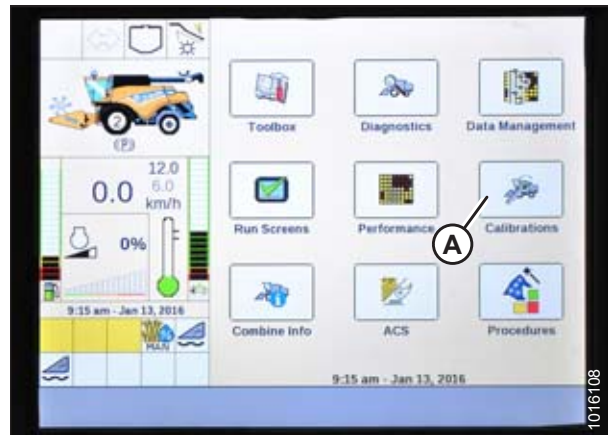 2
(P)
12.0
6.0
0.0
km/h
0%
9:15 am - Jan 13, 2016
MAN
Toolbox
Diagnostics
Data Management
Run Screens
Performance
Calibrations
A
Combine Info
ACS
Procedures
9:15 am - Jan 13, 2016
1016108